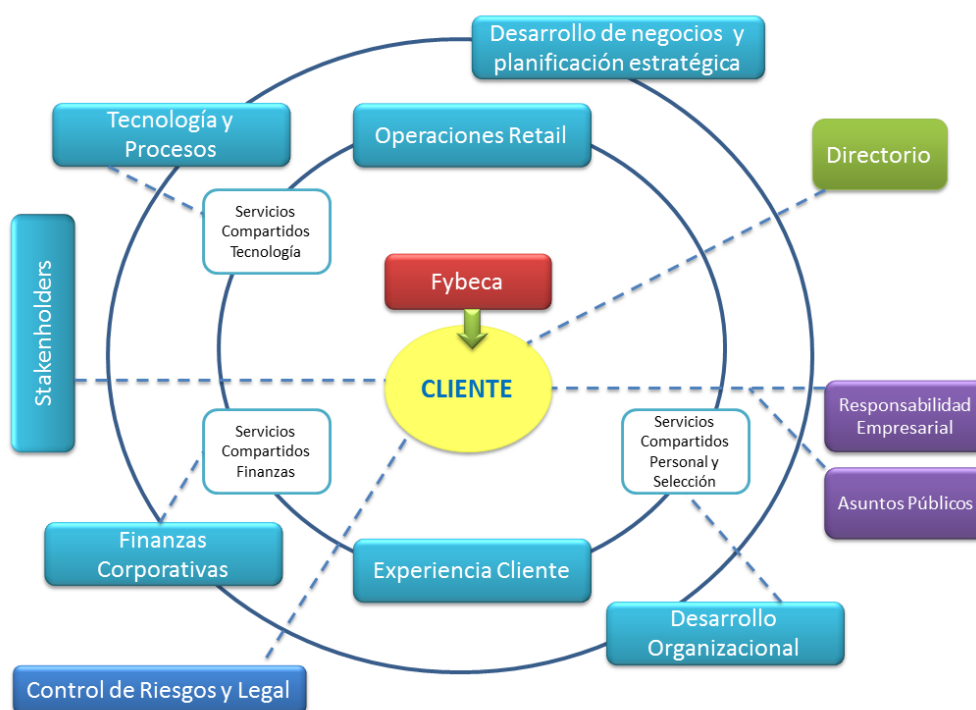 Desarrollo de negocios y
planificación estratégica
Tecnología y
Procesos
Operaciones Retail
Directorio
Servicios
Compartidos
Tecnología
Stakenholders
Fybeca
CLIENTE
Responsabilidad
Empresarial
Servicios
Compartidos
Finanzas
Servicios
Compartidos
Personal y
Selección
Asuntos Públicos
Finanzas
Corporativas
Experiencia Cliente
Desarrollo
Organizacional
Control de Riesgos y Legal